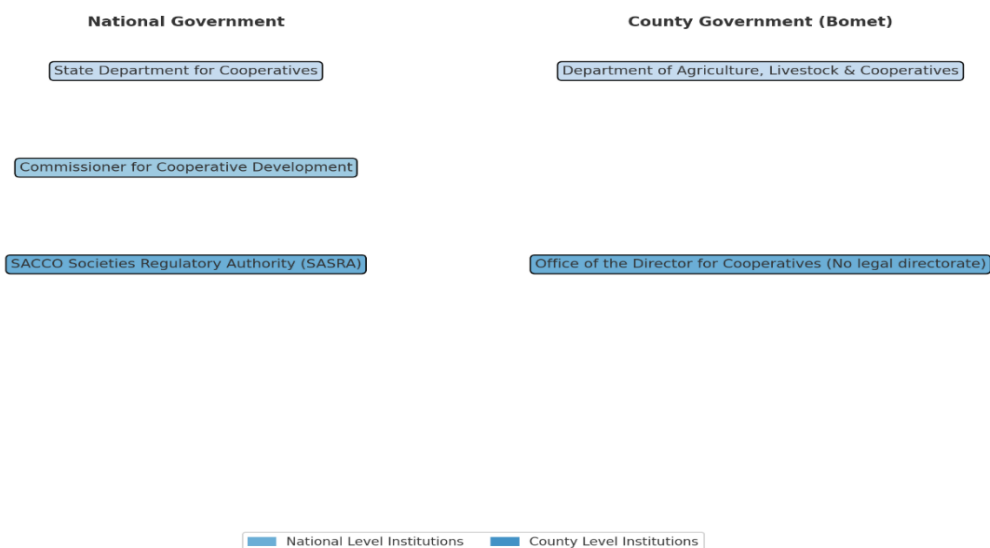 National Government
County Government (Bomet)
State Department for Cooperatives
Department of Agriculture, Livestock & Cooperatives
Commissioner for Cooperative Development
SACCO Societies Regulatory Authority (SASRA)
Office of the Director for Cooperatives (No legal directorate)
National Level Institutions
County Level Institutions